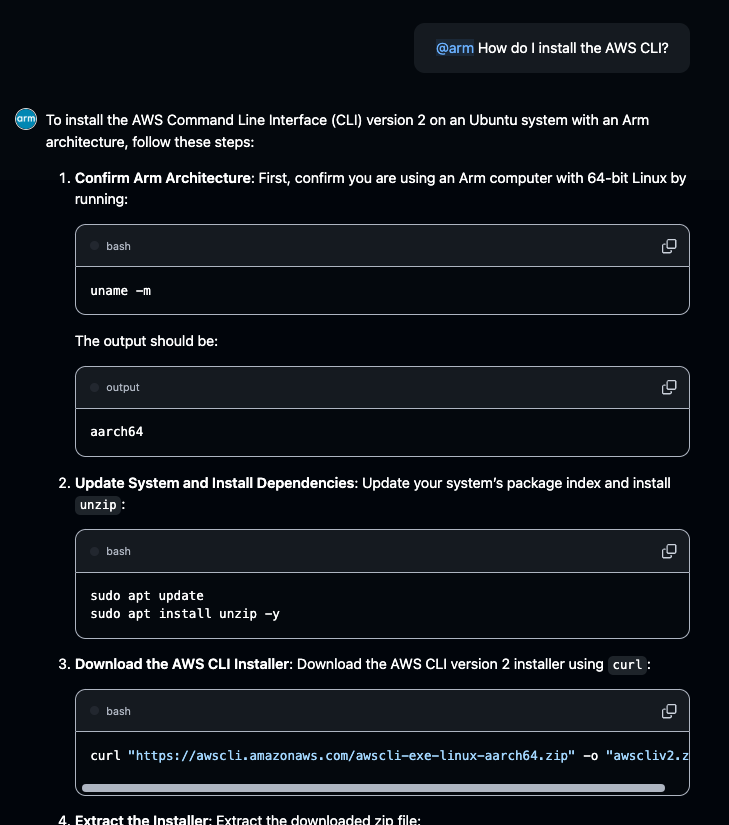 @arm How do I install the AWS CLI?
arm
To install the AWS Command Line Interface (CLI) version 2 on an Ubuntu system with an Arm
architecture, follow these steps:
1. Confirm Arm Architecture: First, confirm you are using an Arm computer with 64-bit Linux by
running:
bash
uname -m
The output should be:
output
aarch64
2. Update System and Install Dependencies: Update your system’s package index and install
unzip:
bash
sudo apt update
sudo apt install unzip -y
3. Download the AWS CLI Installer: Download the AWS CLI version 2 installer using curl:
bash
curl "https://awscli.amazonaws.com/awscli-exe-linux-aarch64.zip" -o "awscliv2.z
4. Extract the Installer: Extract the downloaded zip file: